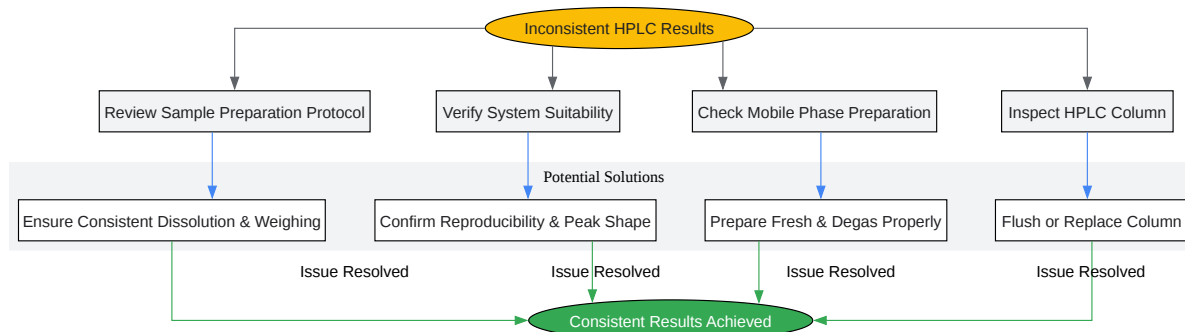 Inconsistent HPLC Results
Review Sample Preparation Protocol
Verify System Suitability
Check Mobile Phase Preparation
Inspect HPLC Column
Potential Solutions
Ensure Consistent Dissolution & Weighing
Confirm Reproducibility & Peak Shape
Prepare Fresh & Degas Properly
Flush or Replace Column
Issue Resolved
Issue Resolved
Issue Resolved
Issue Resolved
Consistent Results Achieved